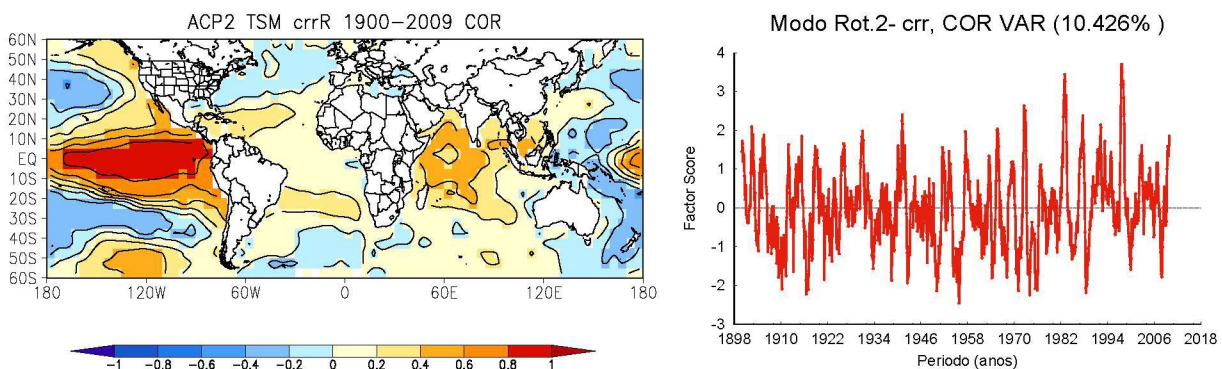 ACP2 TSM crrR 1900-2009 COR
60N
50N
40N
30N
20N
10N
EQ
10S
20S
30S
40S
50S
60S
180 120W 60W 0 60E 120E 180
-1 -0.8 -0.6 -0.4 -0.2 0 0.2 0.4 0.6 0.8 1
Modo Rot.2- crr, COR VAR (10.426% )
Factor Score
4
3
2
1
0
-1
-2
-3
1898 1910 1922 1934 1946 1958 1970 1982 1994 2006 2018
Periodo (anos)